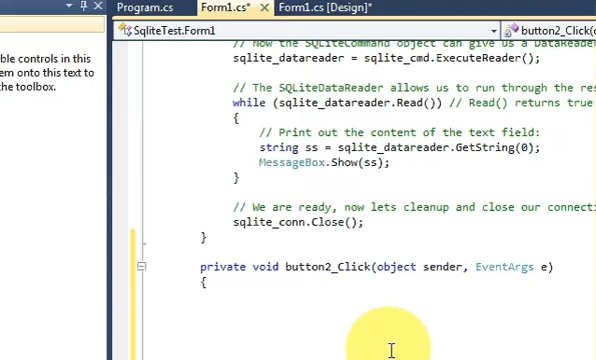 Program.cs Form1.cs* Form1.cs [Design]*
SqliteTest.Form1 button2_Click(
ble controls in this
em onto this text to
he toolbox.
// Now the SQLiteCommand object can give us a DataReader
sqlite_datareader = sqlite_cmd.ExecuteReader();
// The SQLiteDataReader allows us to run through the res
while (sqlite_datareader.Read()) // Read() returns true
{
// Print out the content of the text field:
string ss = sqlite_datareader.GetString(0);
MessageBox.Show(ss);
}
// We are ready, now lets cleanup and close our connecti
sqlite_conn.Close();
}
private void button2_Click(object sender, EventArgs e)
{